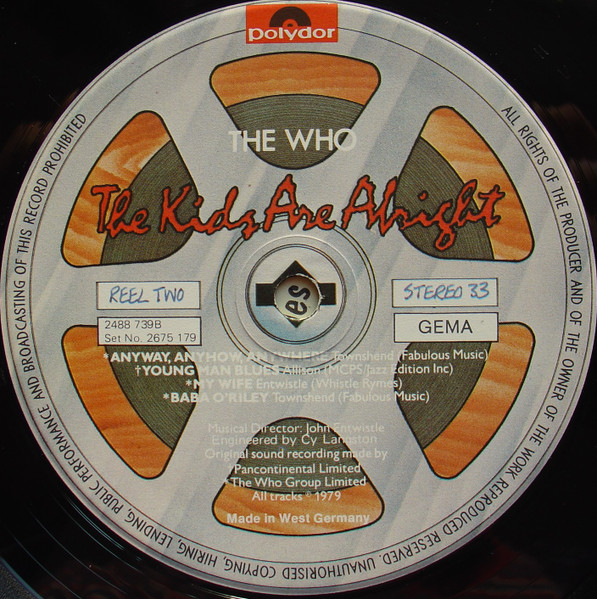 polydor
THE WHO
The Kids Are Alright
REEL TWO
STEREO 33
2488 739B
Set No. 2675 179
GEMA
es
*ANYWAY, ANYHOW, ANYWHERE Townshend (Fabulous Music)
†YOUNG MAN BLUES Allison (MCPS/Jazz Edition Inc)
*MY WIFE Entwistle (Whistle Rymes)
*BABA O'RILEY Townshend (Fabulous Music)
Musical Director: John Entwistle
Engineered by Cy Langston
Original sound recording made by
†Pancontinental Limited
*The Who Group Limited
All tracks ℗ 1979
Made in West Germany
ALL RIGHTS OF THE PRODUCER AND OF THE OWNER OF THE WORK REPRODUCED RESERVED. UNAUTHORISED COPYING, HIRING, LENDING, PUBLIC PERFORMANCE AND BROADCASTING OF THIS RECORD PROHIBITED